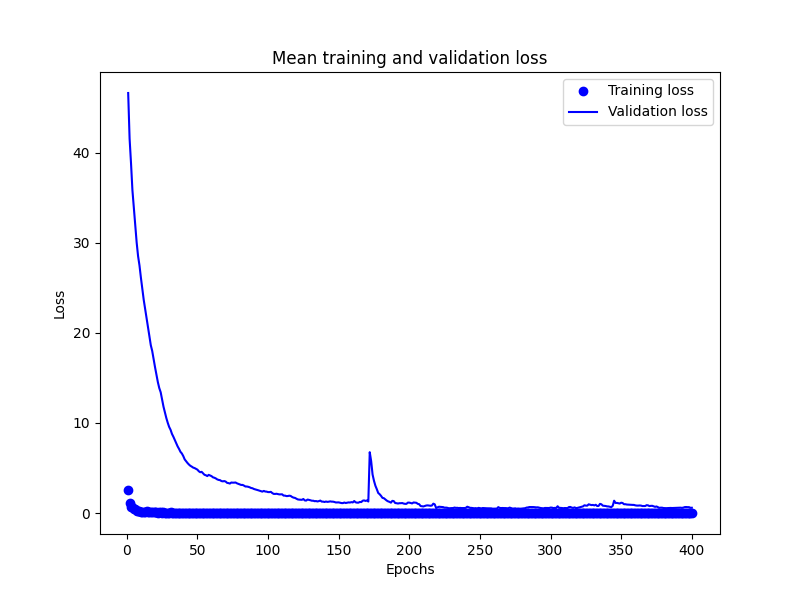 Mean training and validation loss
Training loss
Validation loss
40
30
20
10
0
Loss
0 50 100 150 200 250 300 350 400
Epochs